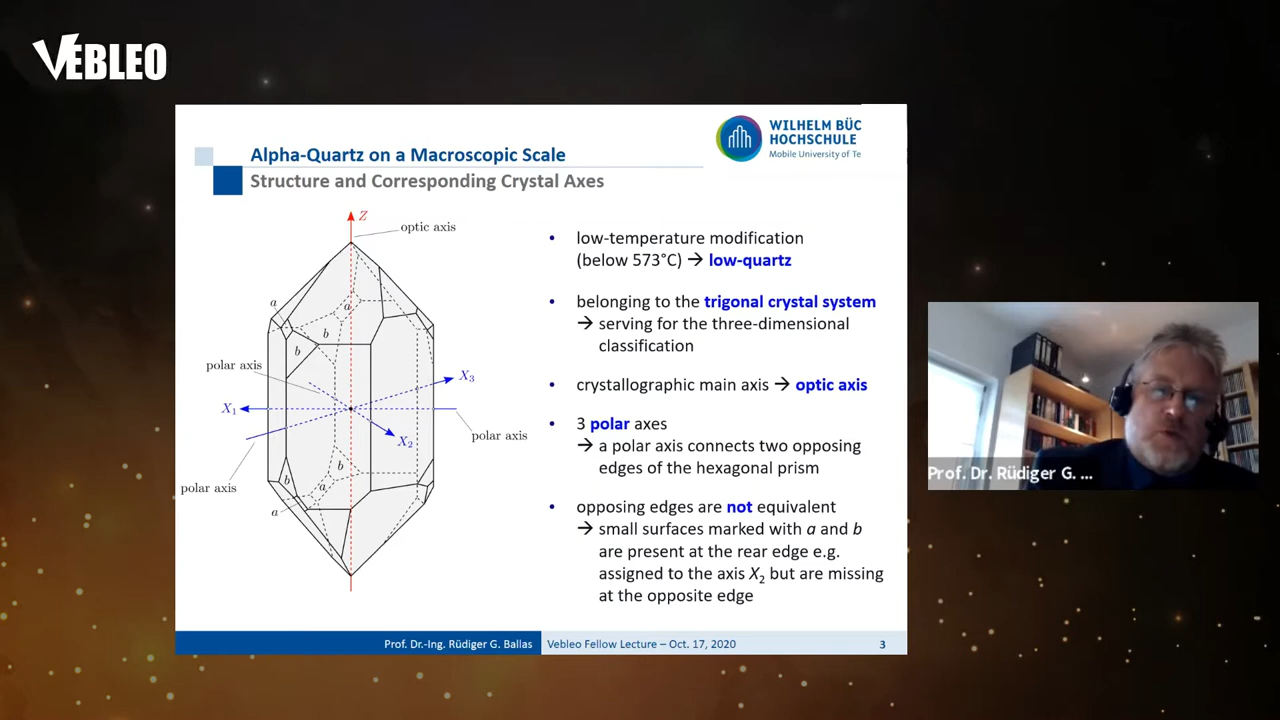 VEBLEO
WILHELM BÜC
HOCHSCHULE
Mobile University of Te
Alpha-Quartz on a Macroscopic Scale
Structure and Corresponding Crystal Axes
Z
optic axis
a
a
b
b
polar axis
X3
X1
X2
polar axis
b
polar axis
b
a
a
• low-temperature modification
(below 573°C) → low-quartz
• belonging to the trigonal crystal system
→ serving for the three-dimensional
classification
• crystallographic main axis → optic axis
• 3 polar axes
→ a polar axis connects two opposing
edges of the hexagonal prism
• opposing edges are not equivalent
→ small surfaces marked with a and b
are present at the rear edge e.g.
assigned to the axis X2 but are missing
at the opposite edge
Prof. Dr.-Ing. Rüdiger G. Ballas
Vebleo Fellow Lecture – Oct. 17, 2020
3
Prof. Dr. Rüdiger G. ...